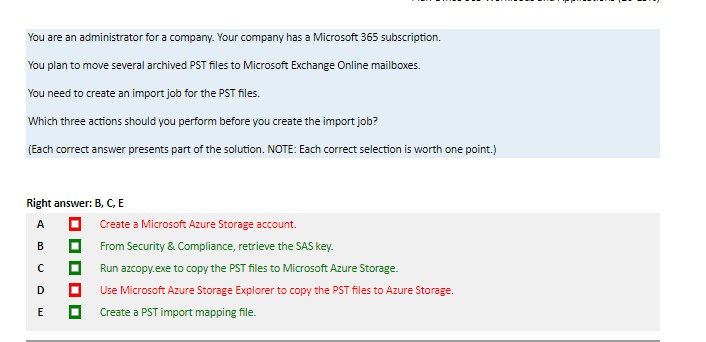 You are an administrator for a company. Your company has a Microsoft 365 subscription.
You plan to move several archived PST files to Microsoft Exchange Online mailboxes.
You need to create an import job for the PST files.
Which three actions should you perform before you create the import job?
(Each correct answer presents part of the solution. NOTE: Each correct selection is worth one point.)
Right answer: B, C, E
A Create a Microsoft Azure Storage account.
B From Security & Compliance, retrieve the SAS key.
C Run azcopy.exe to copy the PST files to Microsoft Azure Storage.
D Use Microsoft Azure Storage Explorer to copy the PST files to Azure Storage.
E Create a PST import mapping file.